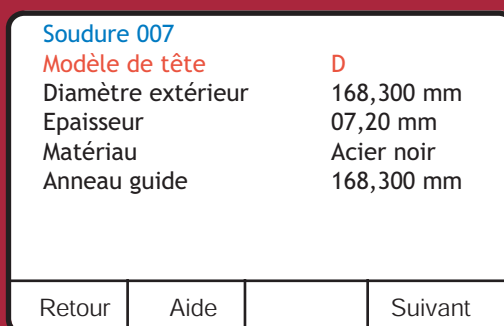 Soudure 007
Modèle de tête D
Diamètre extérieur 168,300 mm
Epaisseur 07,20 mm
Matériau Acier noir
Anneau guide 168,300 mm
Retour Aide Suivant